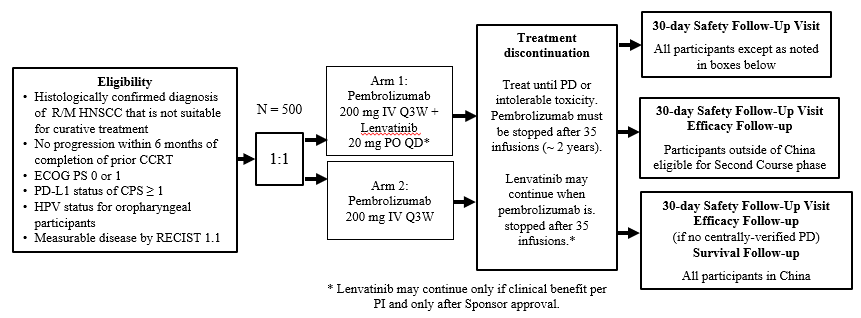 Eligibility
• Histologically confirmed diagnosis
of R/M HNSCC that is not suitable
for curative treatment
• No progression within 6 months of
completion of prior CCRT
• ECOG PS 0 or 1
• PD-L1 status of CPS ≥ 1
• HPV status for oropharyngeal
participants
• Measurable disease by RECIST 1.1
N = 500
1:1
Arm 1:
Pembrolizumab
200 mg IV Q3W +
Lenvatinib
20 mg PO QD*
Arm 2:
Pembrolizumab
200 mg IV Q3W
Treatment
discontinuation
Treat until PD or
intolerable toxicity.
Pembrolizumab must
be stopped after 35
infusions (~ 2 years).
Lenvatinib may
continue when
pembrolizumab is.
stopped after 35
infusions.*
30-day Safety Follow-Up Visit
All participants except as noted
in boxes below
30-day Safety Follow-Up Visit
Efficacy Follow-up
Participants outside of China
eligible for Second Course phase
30-day Safety Follow-Up Visit
Efficacy Follow-up
(if no centrally-verified PD)
Survival Follow-up
All participants in China
* Lenvatinib may continue only if clinical benefit per
PI and only after Sponsor approval.